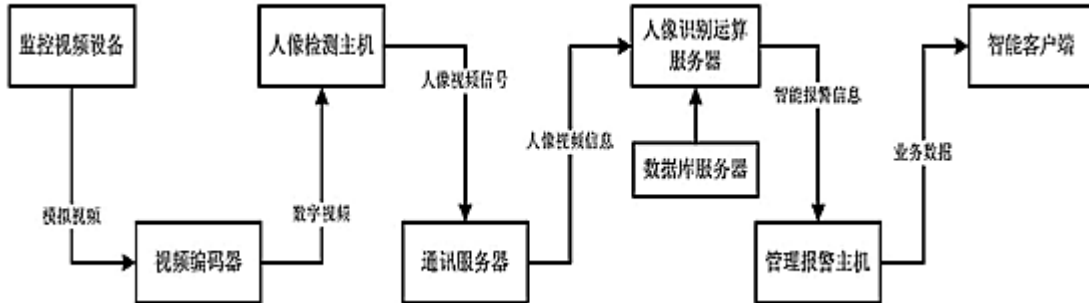 监控视频设备
人像检测主机
人像识别运算
服务器
智能客户端
人像视频信号
智能报警信息
人像视频信息
业务数据
数据库服务器
模拟视频
数字视频
视频编码器
通讯服务器
管理报警主机